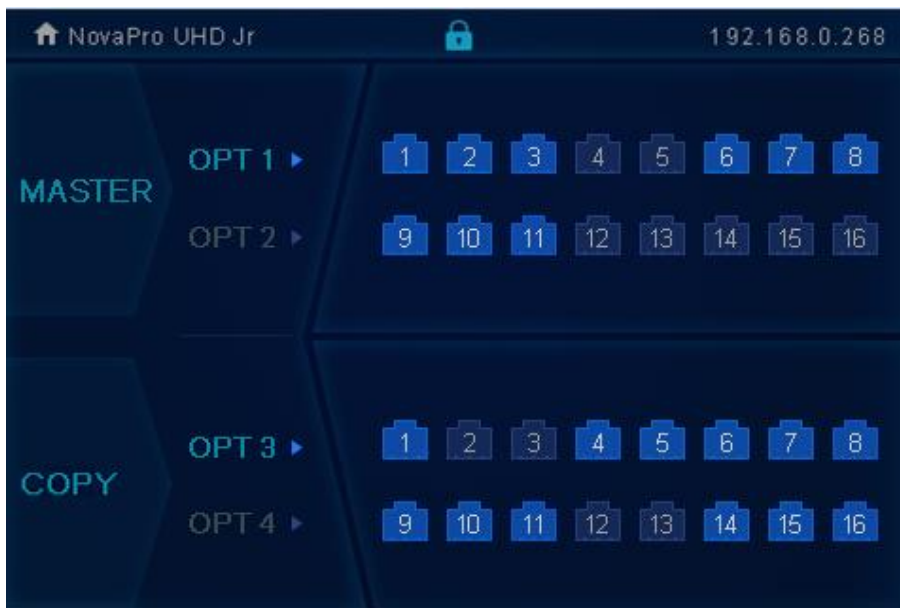 NovaPro UHD Jr 192.168.0.268
MASTER
OPT 1 1 2 3 4 5 6 7 8
OPT 2 9 10 11 12 13 14 15 16
COPY
OPT 3 1 2 3 4 5 6 7 8
OPT 4 9 10 11 12 13 14 15 16